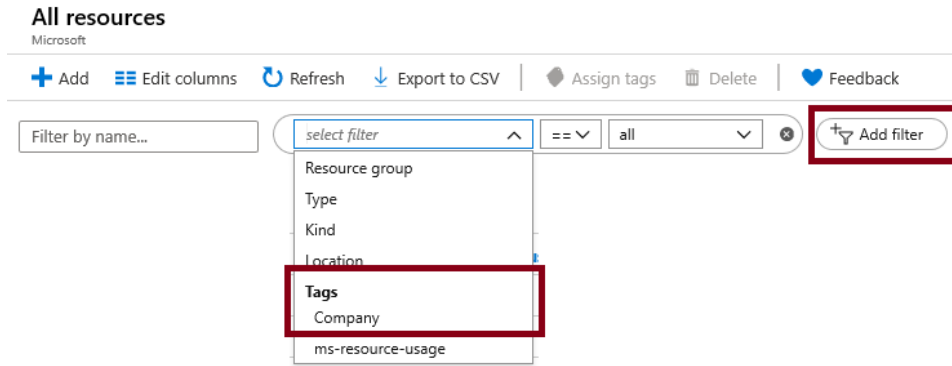 All resources
Microsoft
Add Edit columns Refresh Export to CSV Assign tags Delete Feedback
Filter by name... select filter == all Add filter
Resource group
Type
Kind
Location
Tags
Company
ms-resource-usage